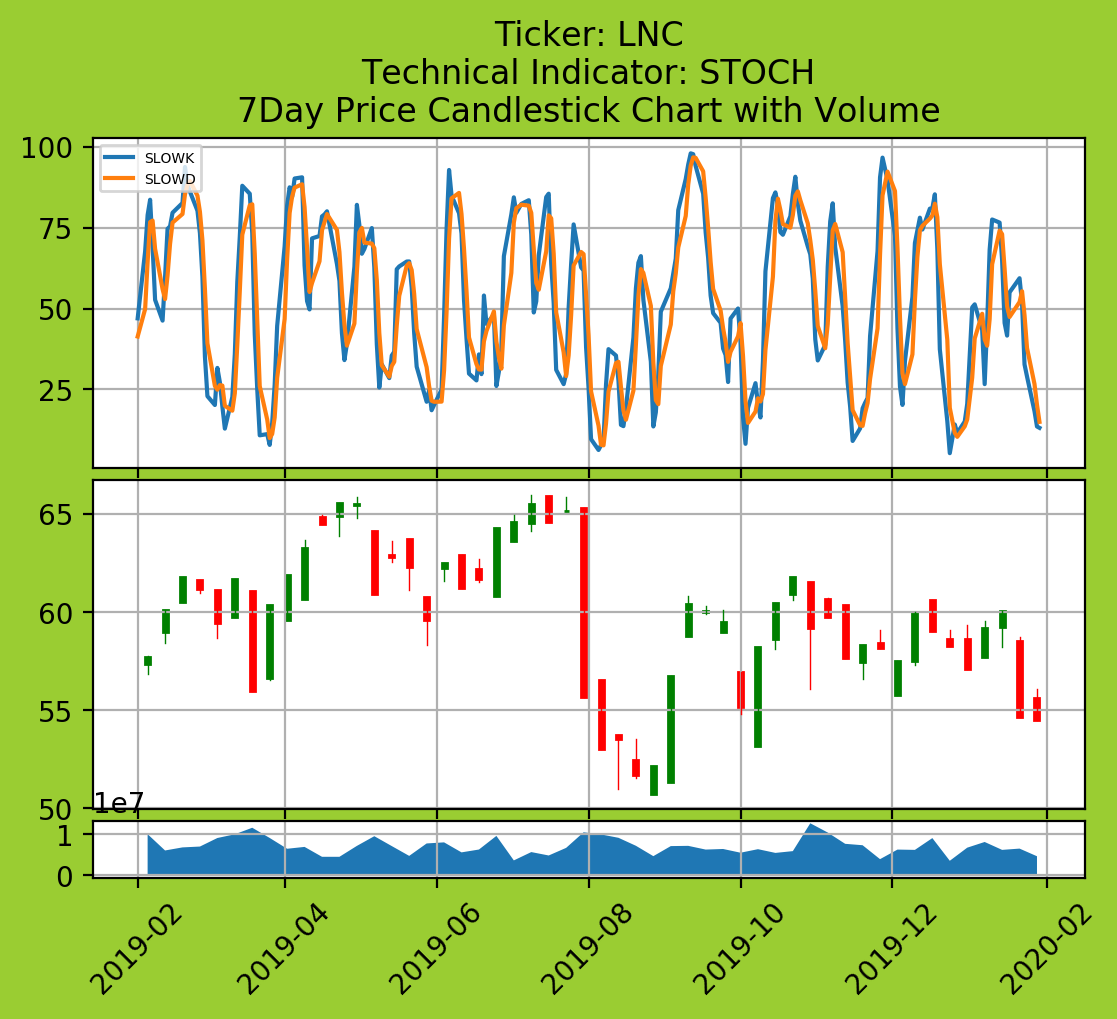 Ticker: LNC
Technical Indicator: STOCH
7Day Price Candlestick Chart with Volume
100
75
50
25
SLOWK
SLOWD
65
60
55
50
1e7
1
0
2019-02
2019-04
2019-06
2019-08
2019-10
2019-12
2020-02